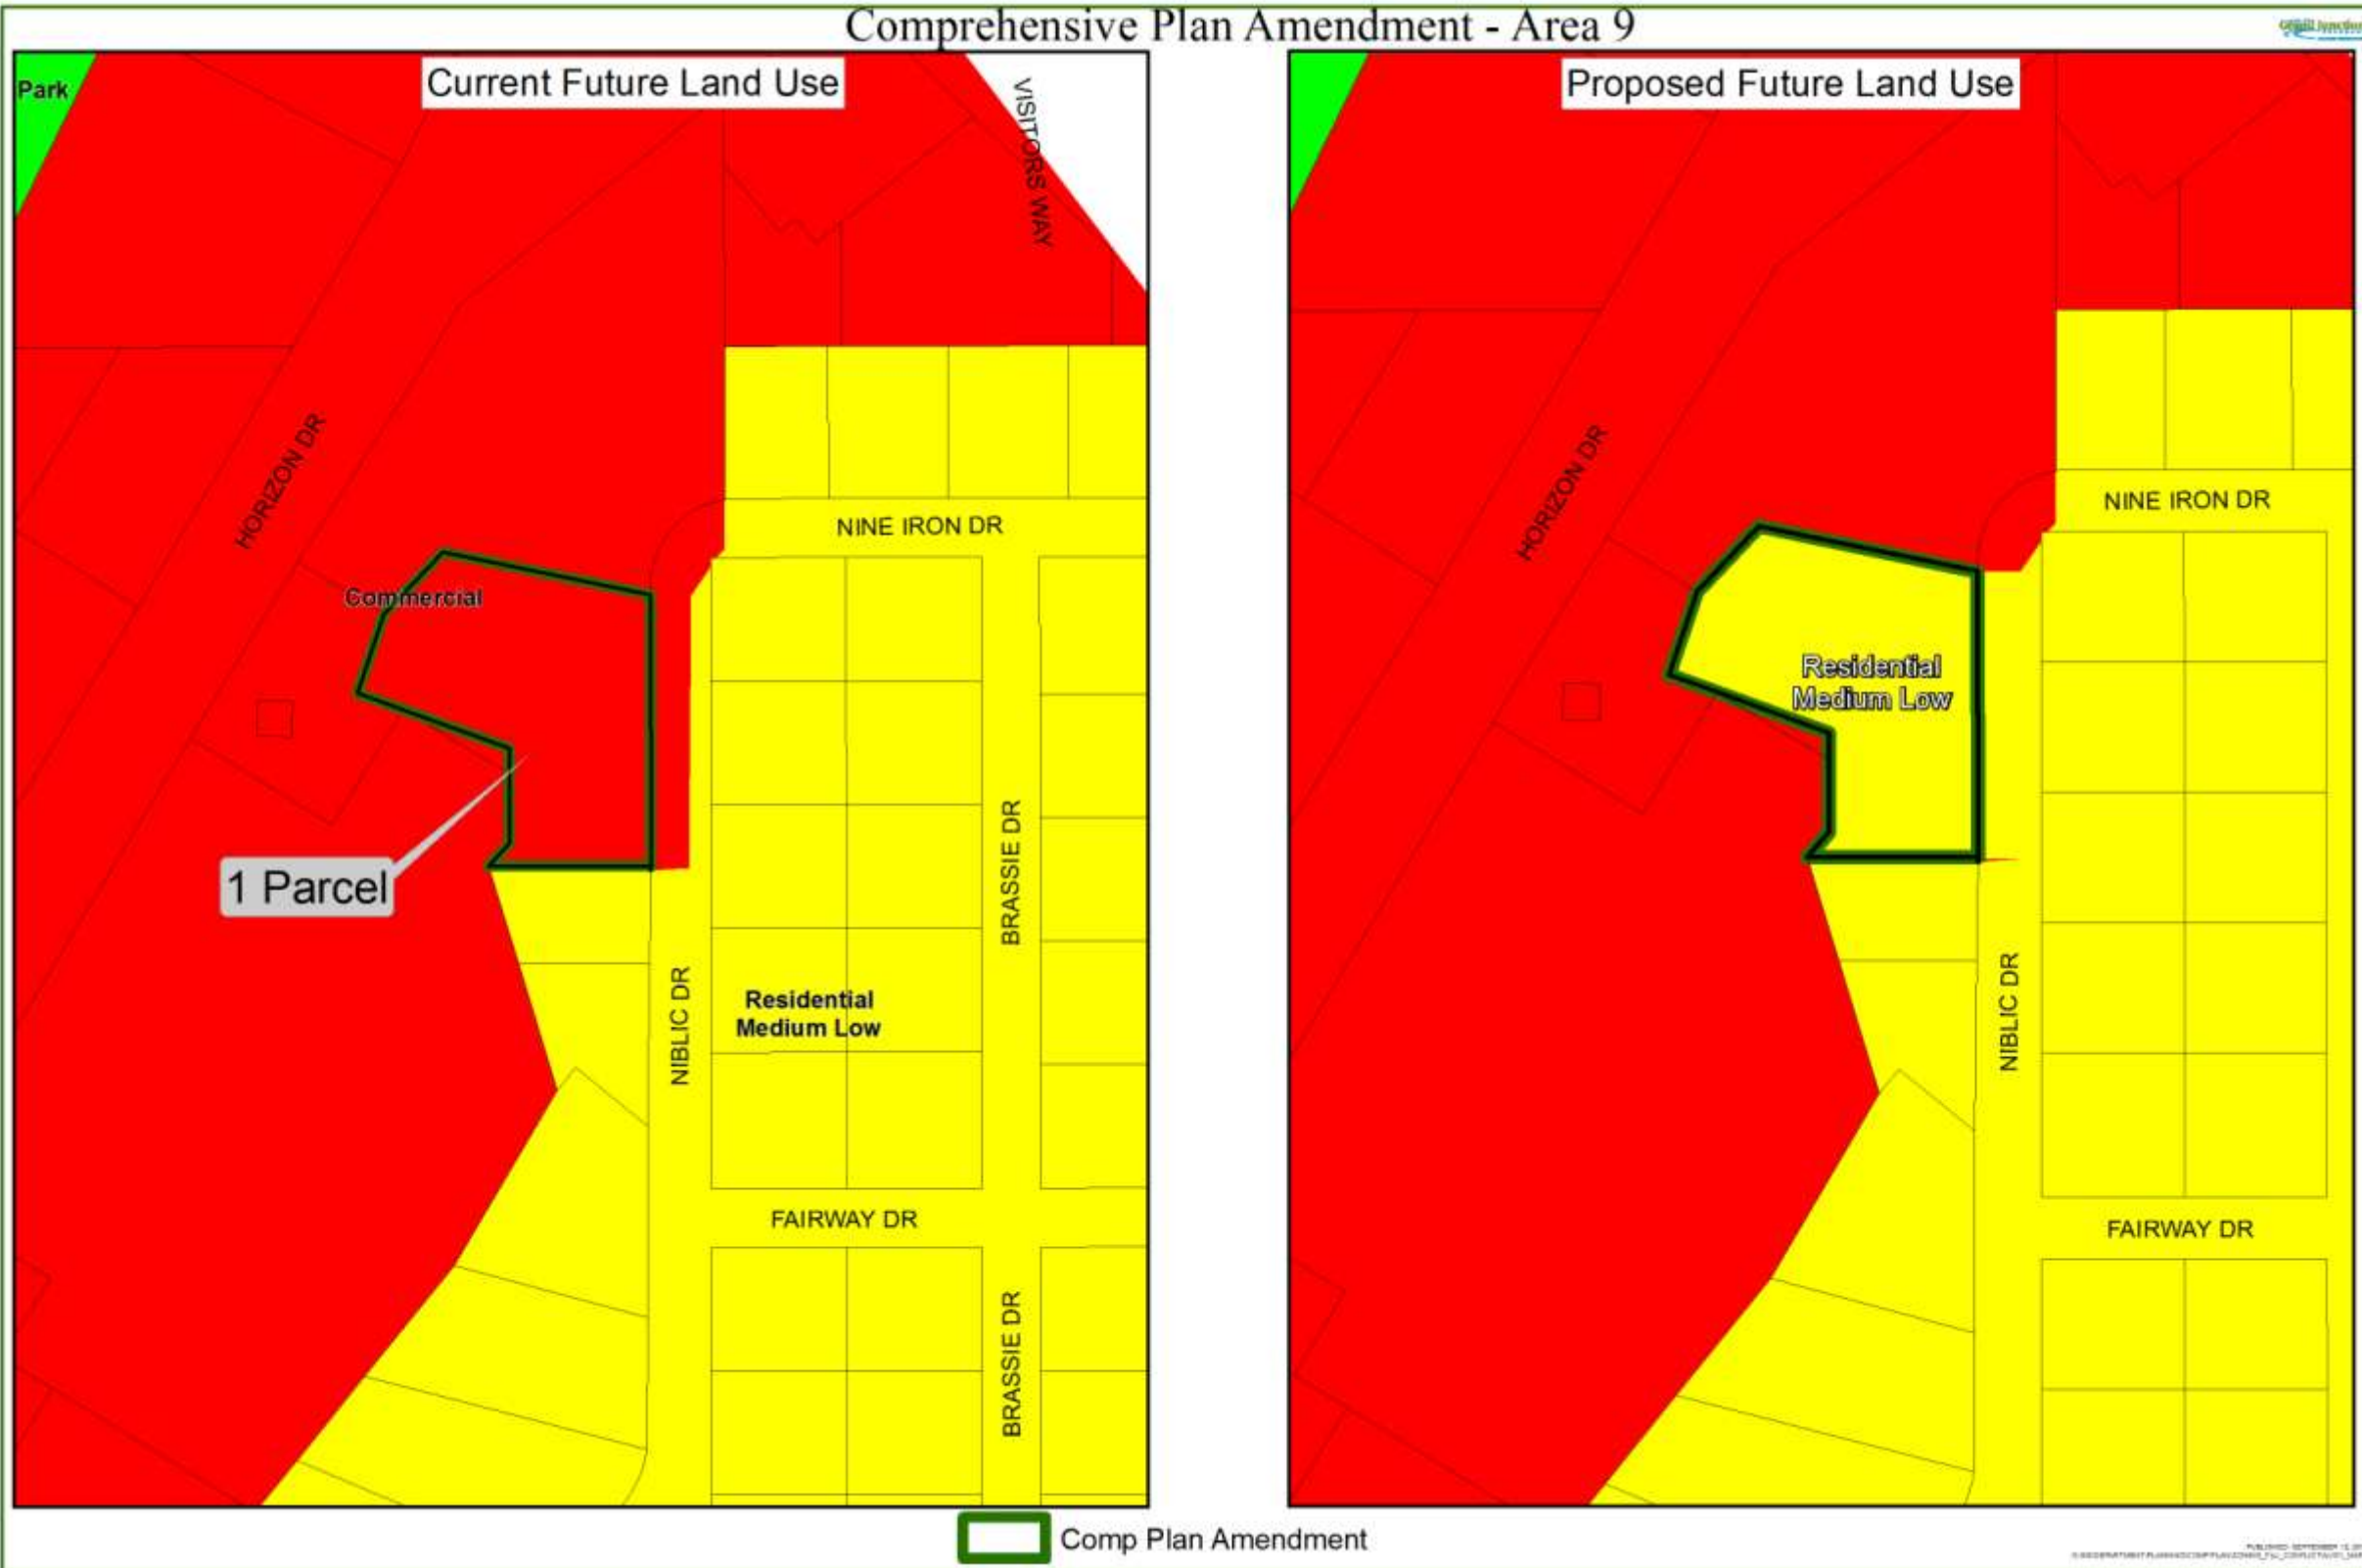 Comprehensive Plan Amendment - Area 9
Grand Junction
Current Future Land Use
Park
VISITORS WAY
HORIZON DR
NINE IRON DR
Commercial
1 Parcel
BRASSIE DR
NIBLIC DR
Residential
Medium Low
FAIRWAY DR
BRASSIE DR
Proposed Future Land Use
HORIZON DR
NINE IRON DR
Residential
Medium Low
NIBLIC DR
FAIRWAY DR
Comp Plan Amendment